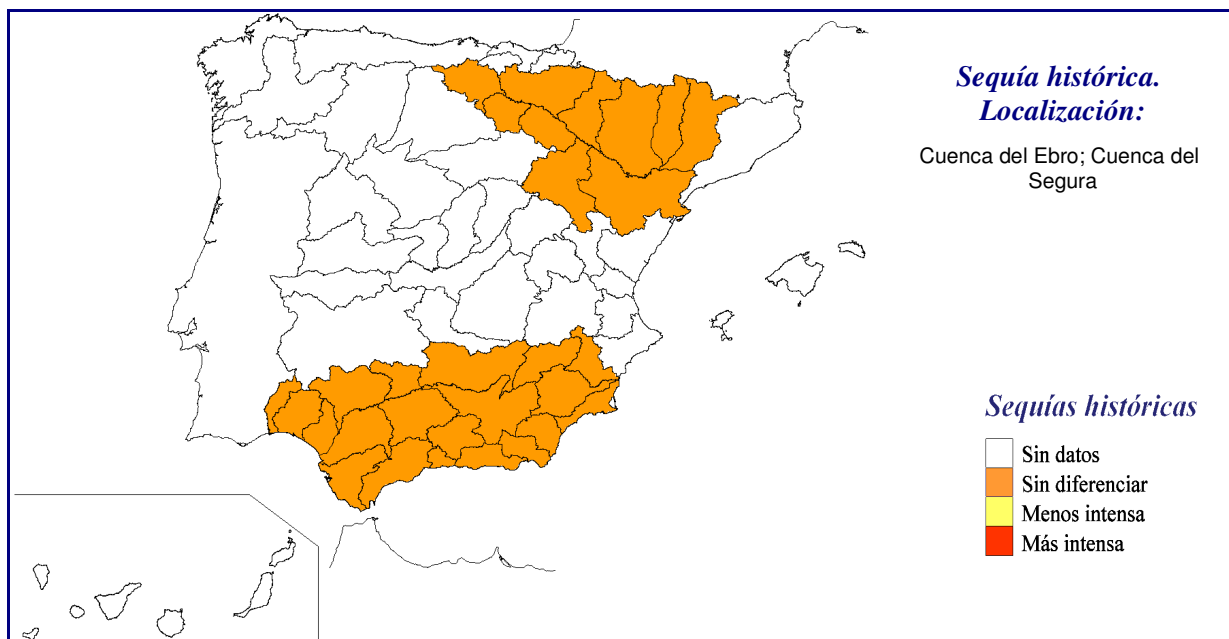 Sequía histórica.
Localización:
Cuenca del Ebro; Cuenca del
Segura
Sequías históricas
Sin datos
Sin diferenciar
Menos intensa
Más intensa